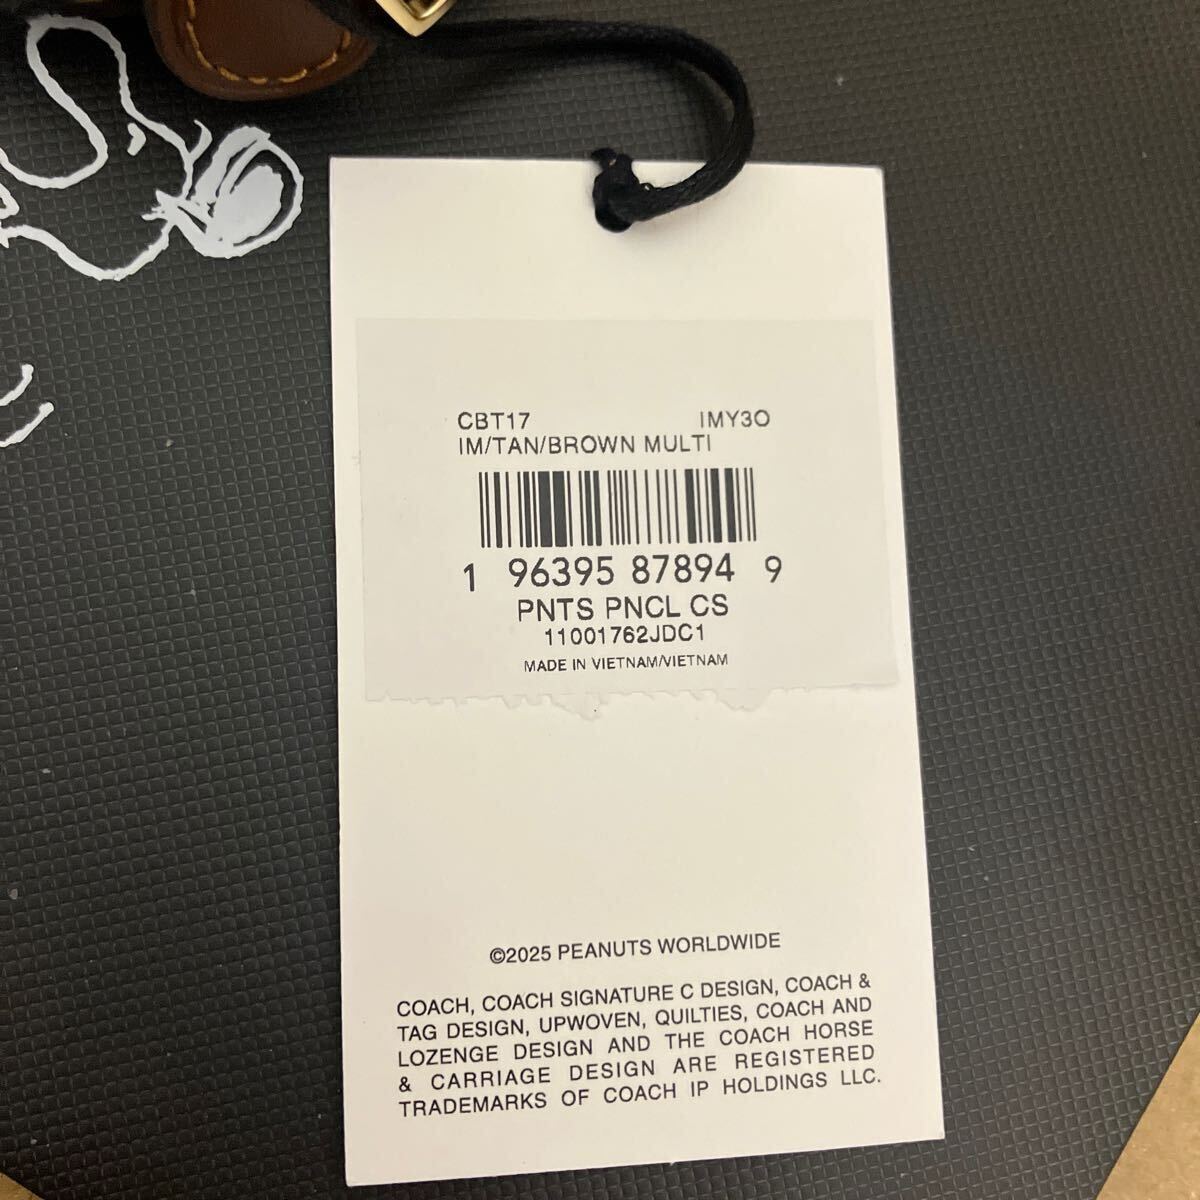 CBT17 IMY3O
IM/TAN/BROWN MULTI
1 96395 87894 9
PNTS PNCL CS
11001762JDC1
MADE IN VIETNAM/VIETNAM
©2025 PEANUTS WORLDWIDE
COACH, COACH SIGNATURE C DESIGN, COACH &
TAG DESIGN, UPWOVEN, QUILTIES, COACH AND
LOZENGE DESIGN AND THE COACH HORSE
& CARRIAGE DESIGN ARE REGISTERED
TRADEMARKS OF COACH IP HOLDINGS LLC.